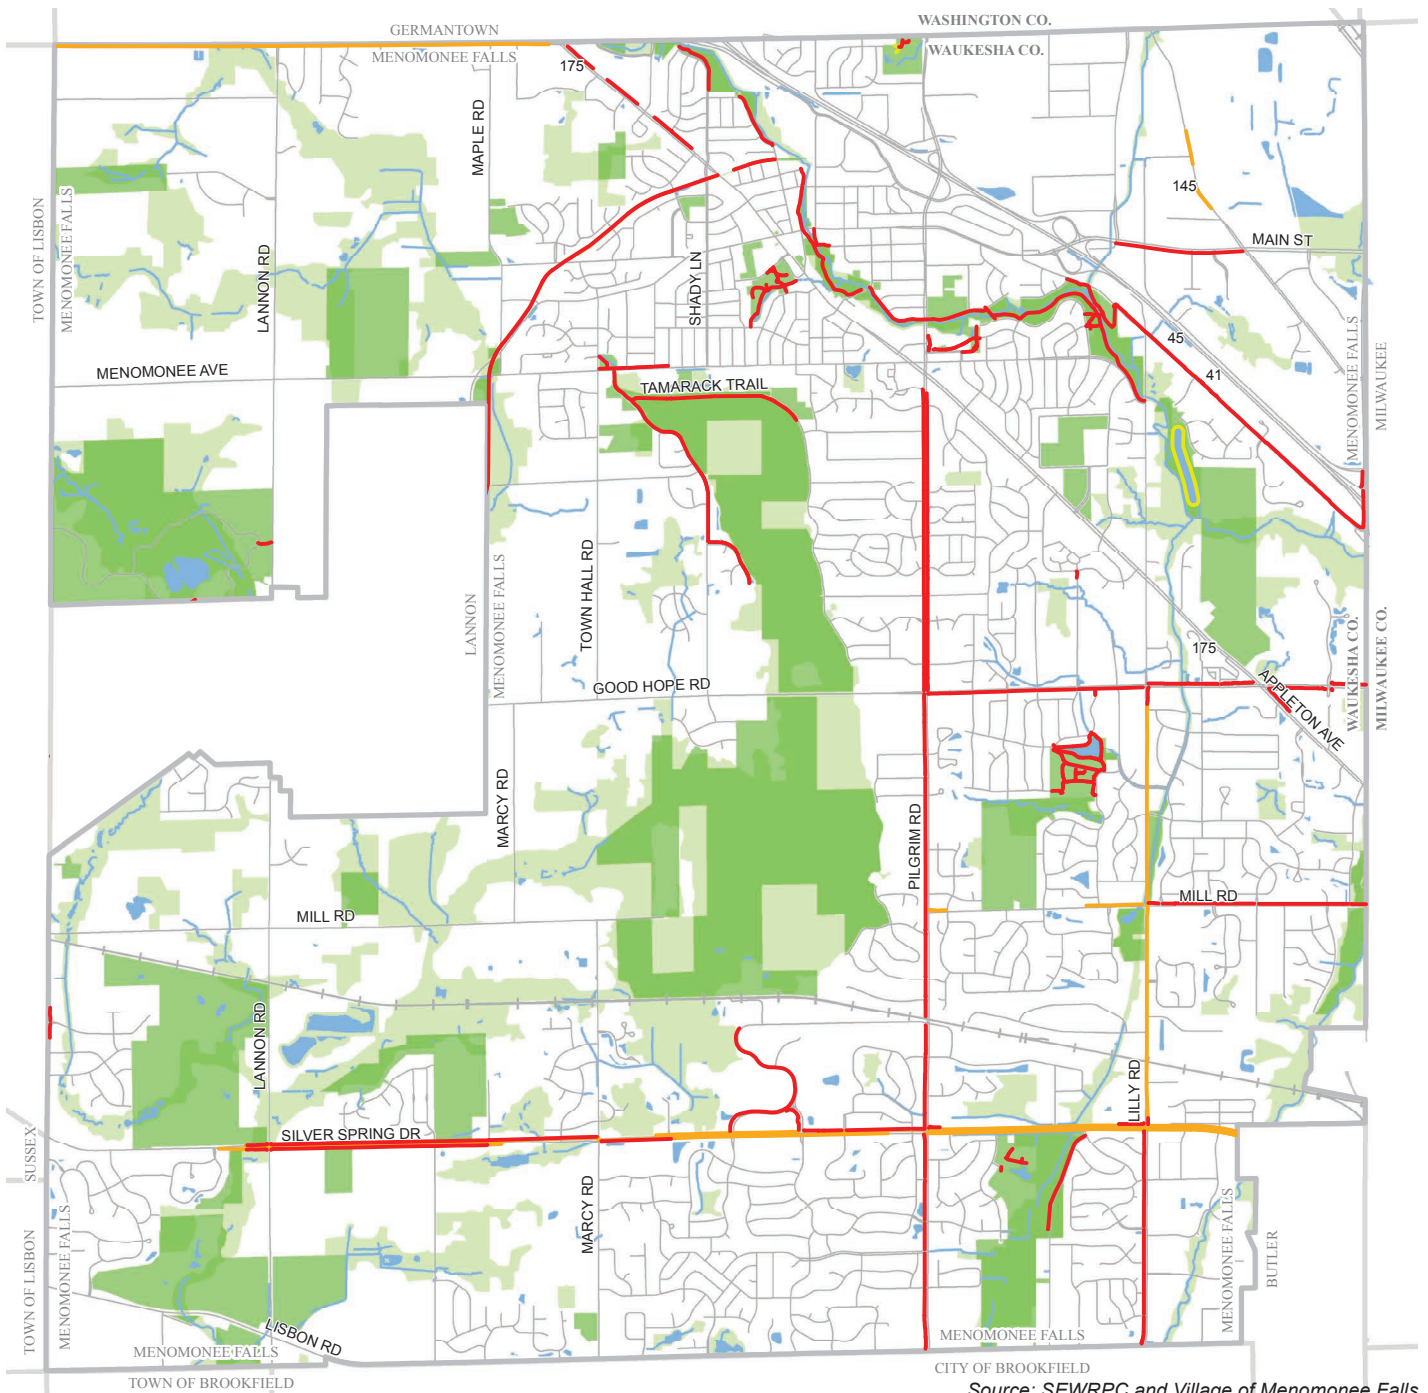 WASHINGTON CO.
GERMANTOWN
WAUKESHA CO.
MENOMONEE FALLS
175
MAPLE RD
145
TOWN OF LISBON
MENOMONEE FALLS
LANNON RD
SHADY LN
MAIN ST
45
41
MENOMONEE FALLS
MILWAUKEE
MENOMONEE AVE
TAMARACK TRAIL
TOWN HALL RD
LANNON
MENOMONEE FALLS
175
WAUKESHA CO.
MILWAUKEE CO.
GOOD HOPE RD
APPLETON AVE
MARCY RD
PILGRIM RD
MILL RD
MILL RD
LANNON RD
LILLY RD
SILVER SPRING DR
SUSSEX
MARCY RD
TOWN OF LISBON
MENOMONEE FALLS
MENOMONEE FALLS
BUTLER
LISBON RD
MENOMONEE FALLS
MENOMONEE FALLS
CITY OF BROOKFIELD
TOWN OF BROOKFIELD
Source: SEWRPC and Village of Menomonee Falls